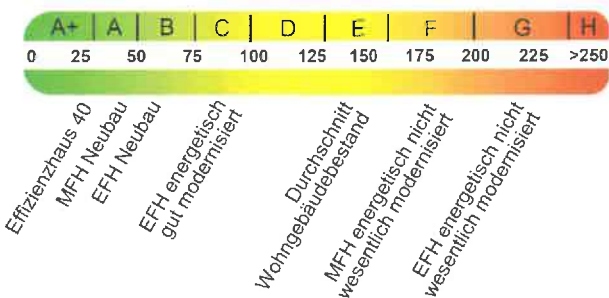 A+ A B C D E F G H
0 25 50 75 100 125 150 175 200 225 >250
Effizienzhaus 40
MFH Neubau
EFH Neubau
EFH energetisch
gut modernisiert
Durchschnitt
Wohngebäudebestand
MFH energetisch nicht
wesentlich modernisiert
EFH energetisch nicht
wesentlich modernisiert